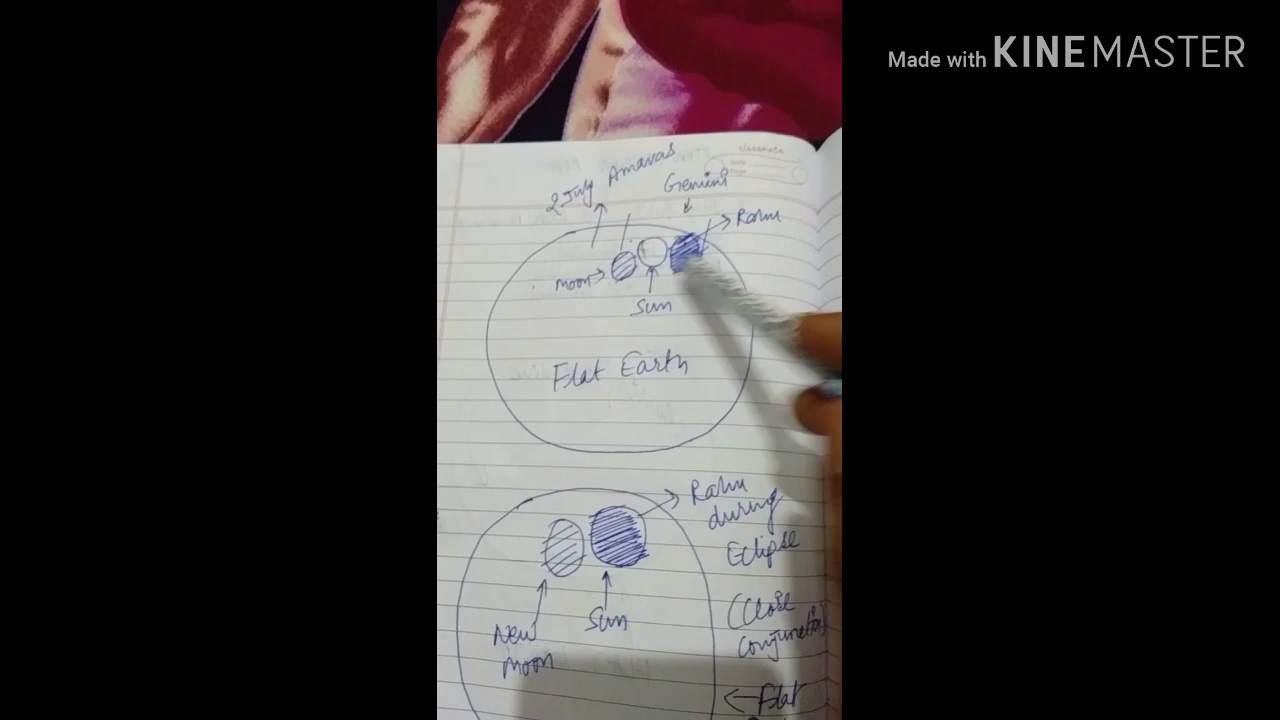 Made with KINEMASTER
classmate
2 July Amavas
Gemini
Rahu
Moon
Sun
Flat Earth
Rahu
during
Eclipse
(Close
Conjunction)
Sun
New
Moon
Flat